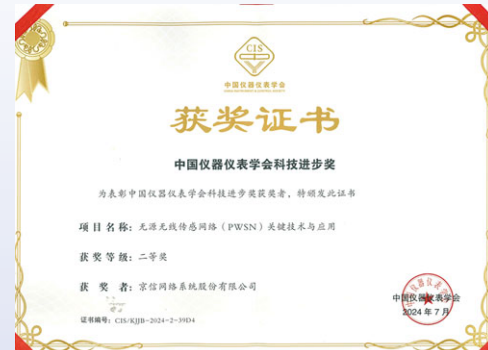 CIS
中国仪器仪表学会
获奖证书
中国仪器仪表学会科技进步奖
为表彰中国仪器仪表学会科技进步奖获奖者，特颁发此证书
项目名称：无源无线传感网络（PWSN）关键技术与应用
获奖等级：二等奖
获 奖 者：京信网络系统股份有限公司
证书编号：CIS/KJJB-2024-2-39D4
中国仪器仪表学会
2024 年 7 月